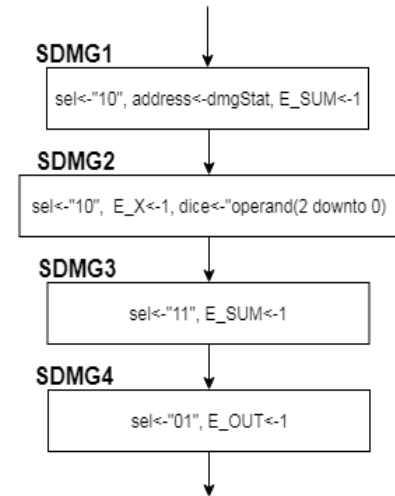 SDMG1
sel<-"10", address<-dmgStat, E_SUM<-1
SDMG2
sel<-"10", E_X<-1, dice<-"operand(2 downto 0)
SDMG3
sel<-"11", E_SUM<-1
SDMG4
sel<-"01", E_OUT<-1